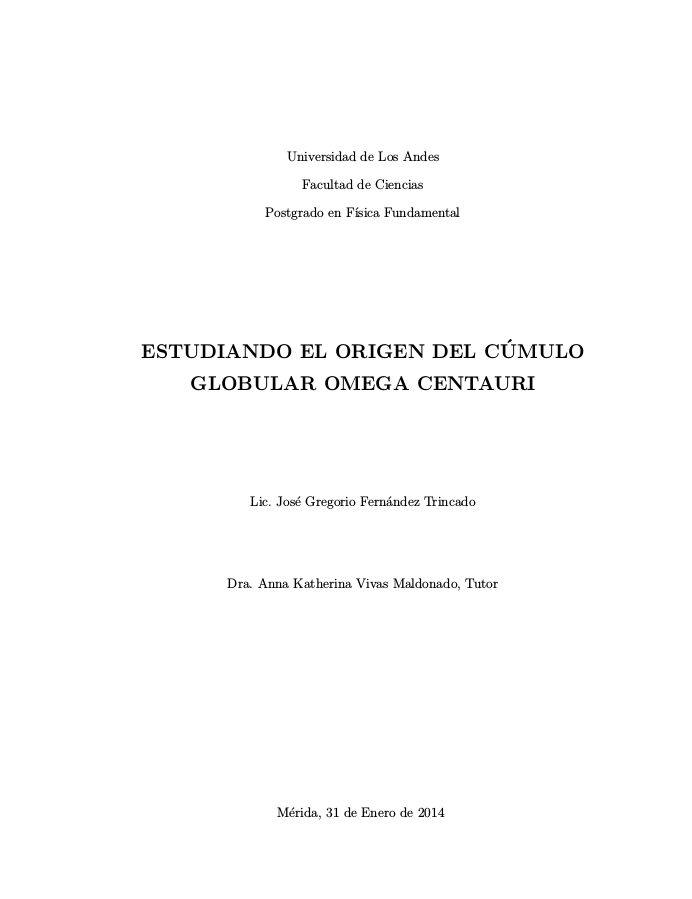 Universidad de Los Andes
Facultad de Ciencias
Postgrado en Física Fundamental
ESTUDIANDO EL ORIGEN DEL CÚMULO
GLOBULAR OMEGA CENTAURI
Lic. José Gregorio Fernández Trincado
Dra. Anna Katherina Vivas Maldonado, Tutor
Mérida, 31 de Enero de 2014